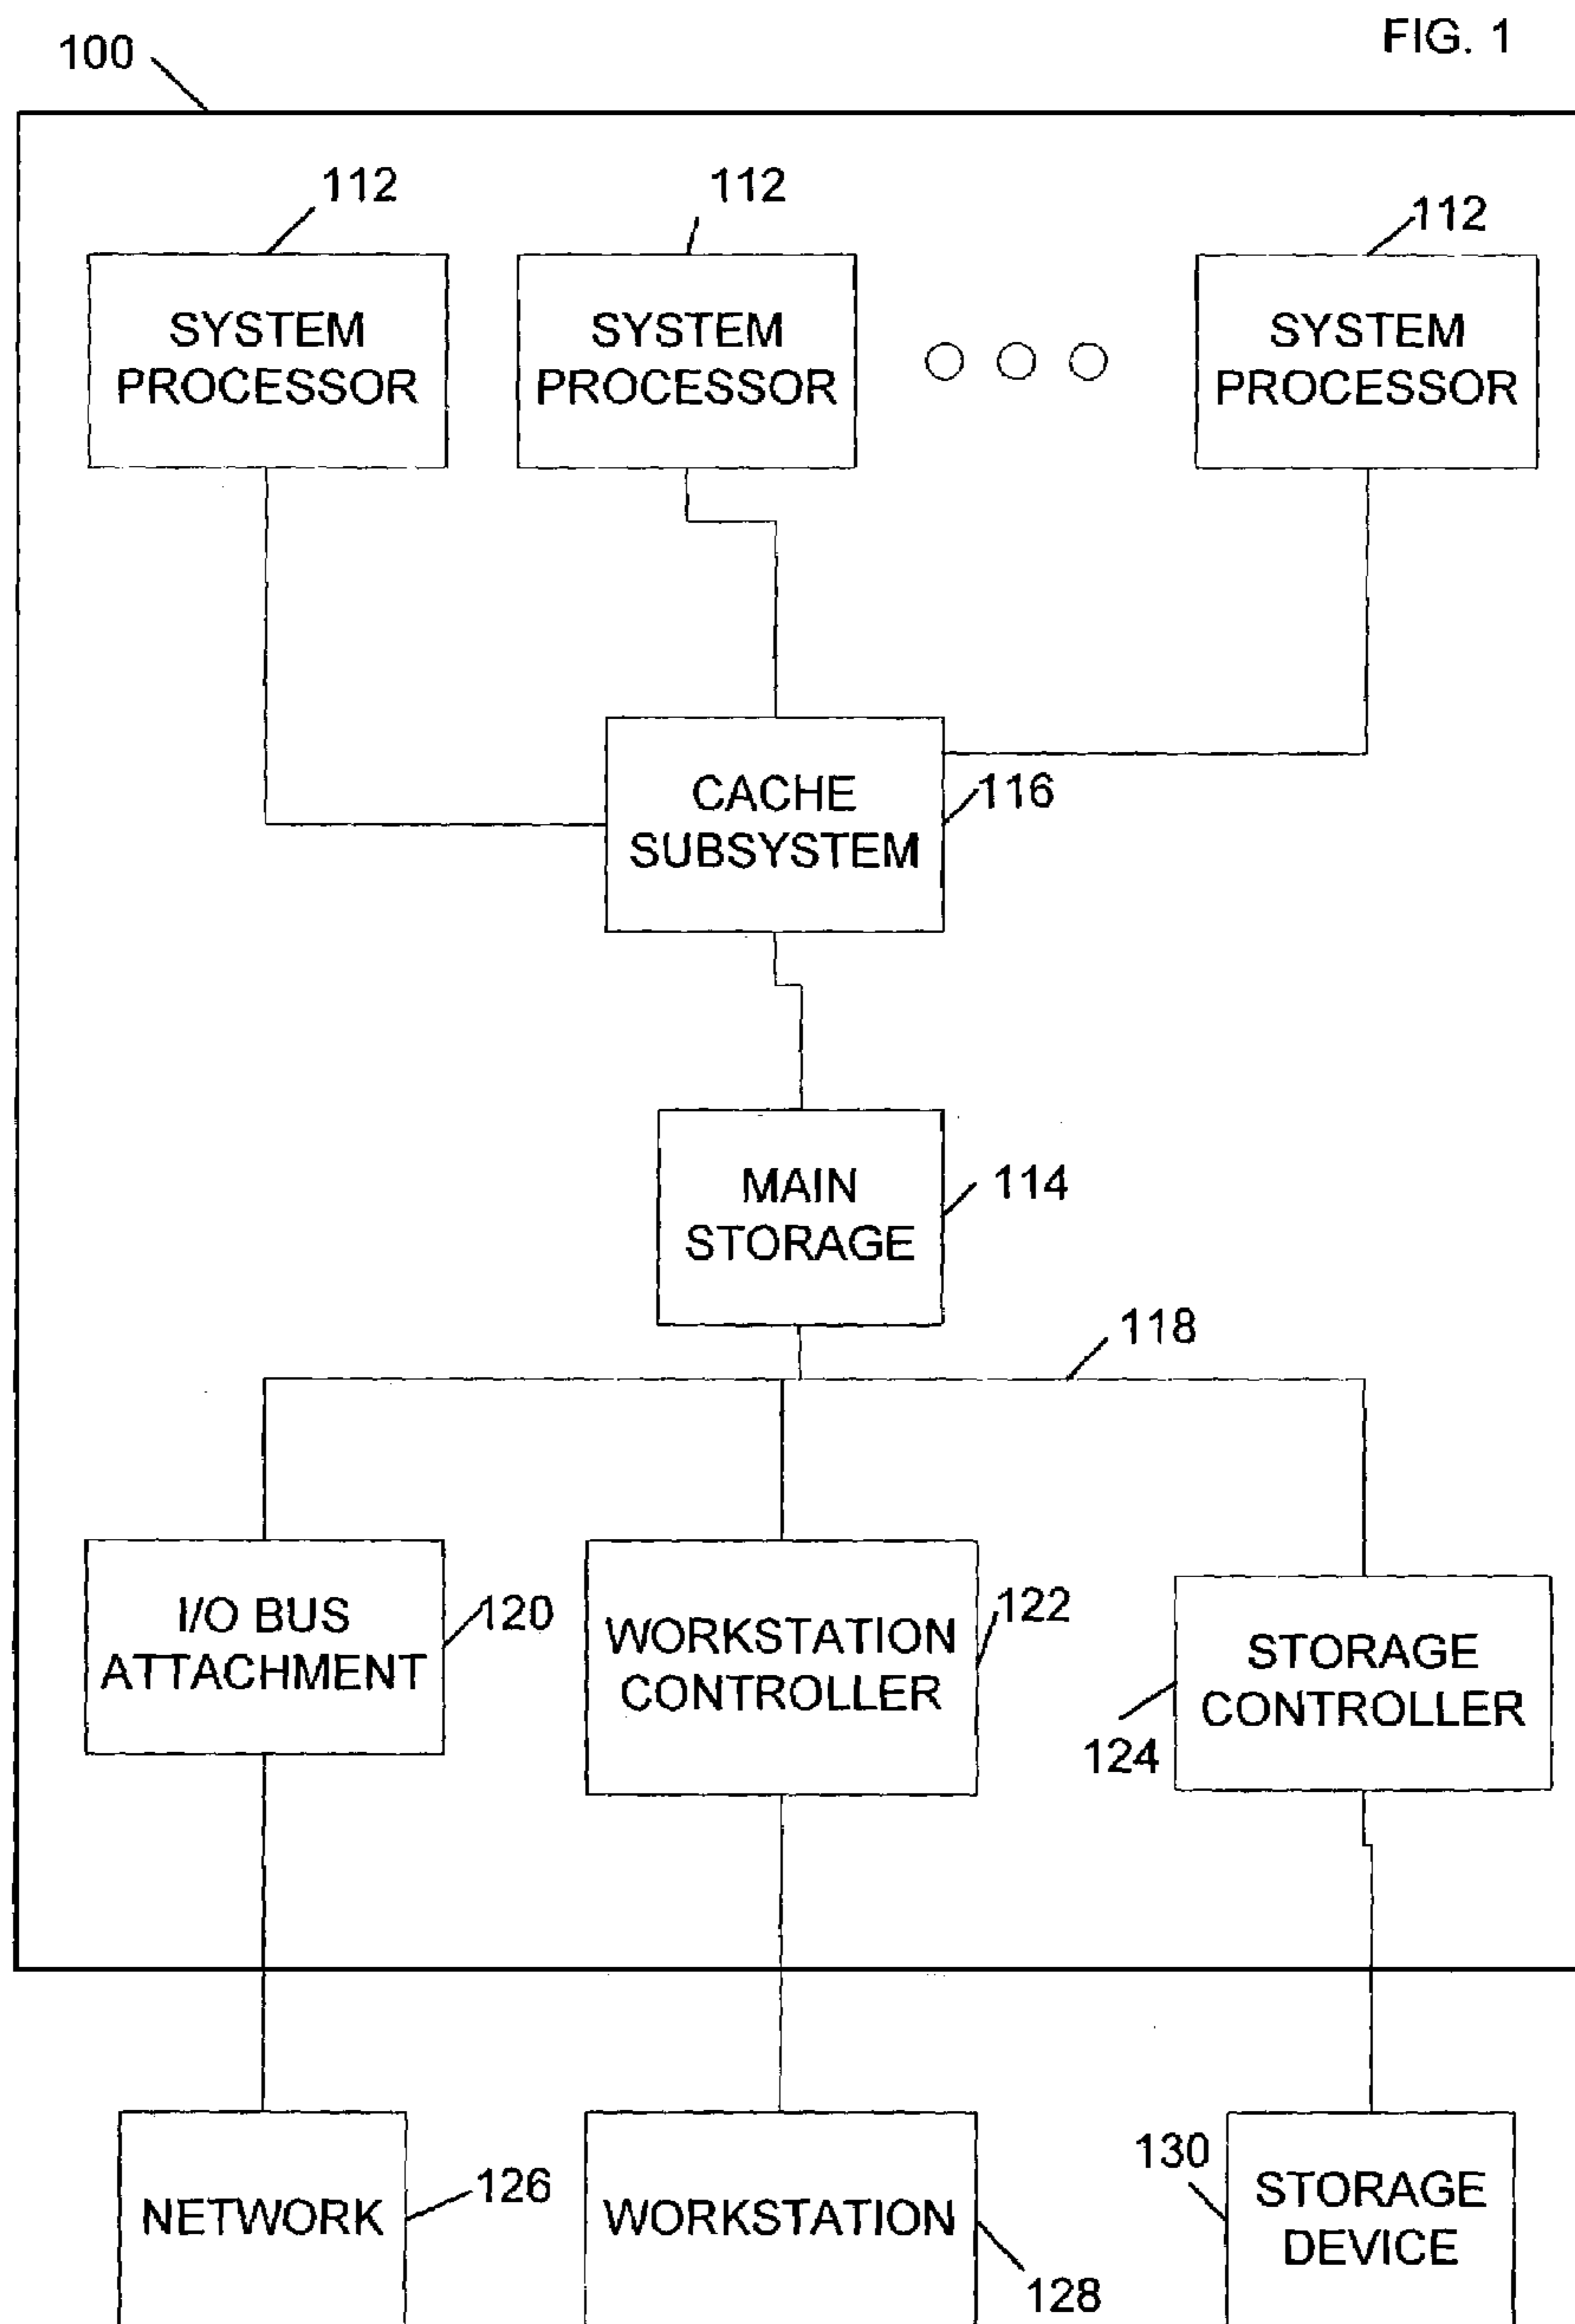 FIG. 1
100
112
112
112
SYSTEM
PROCESSOR
SYSTEM
PROCESSOR
SYSTEM
PROCESSOR
CACHE
SUBSYSTEM
116
MAIN
STORAGE
114
118
I/O BUS
ATTACHMENT
120
WORKSTATION
CONTROLLER
122
STORAGE
CONTROLLER
124
NETWORK
126
WORKSTATION
128
130
STORAGE
DEVICE